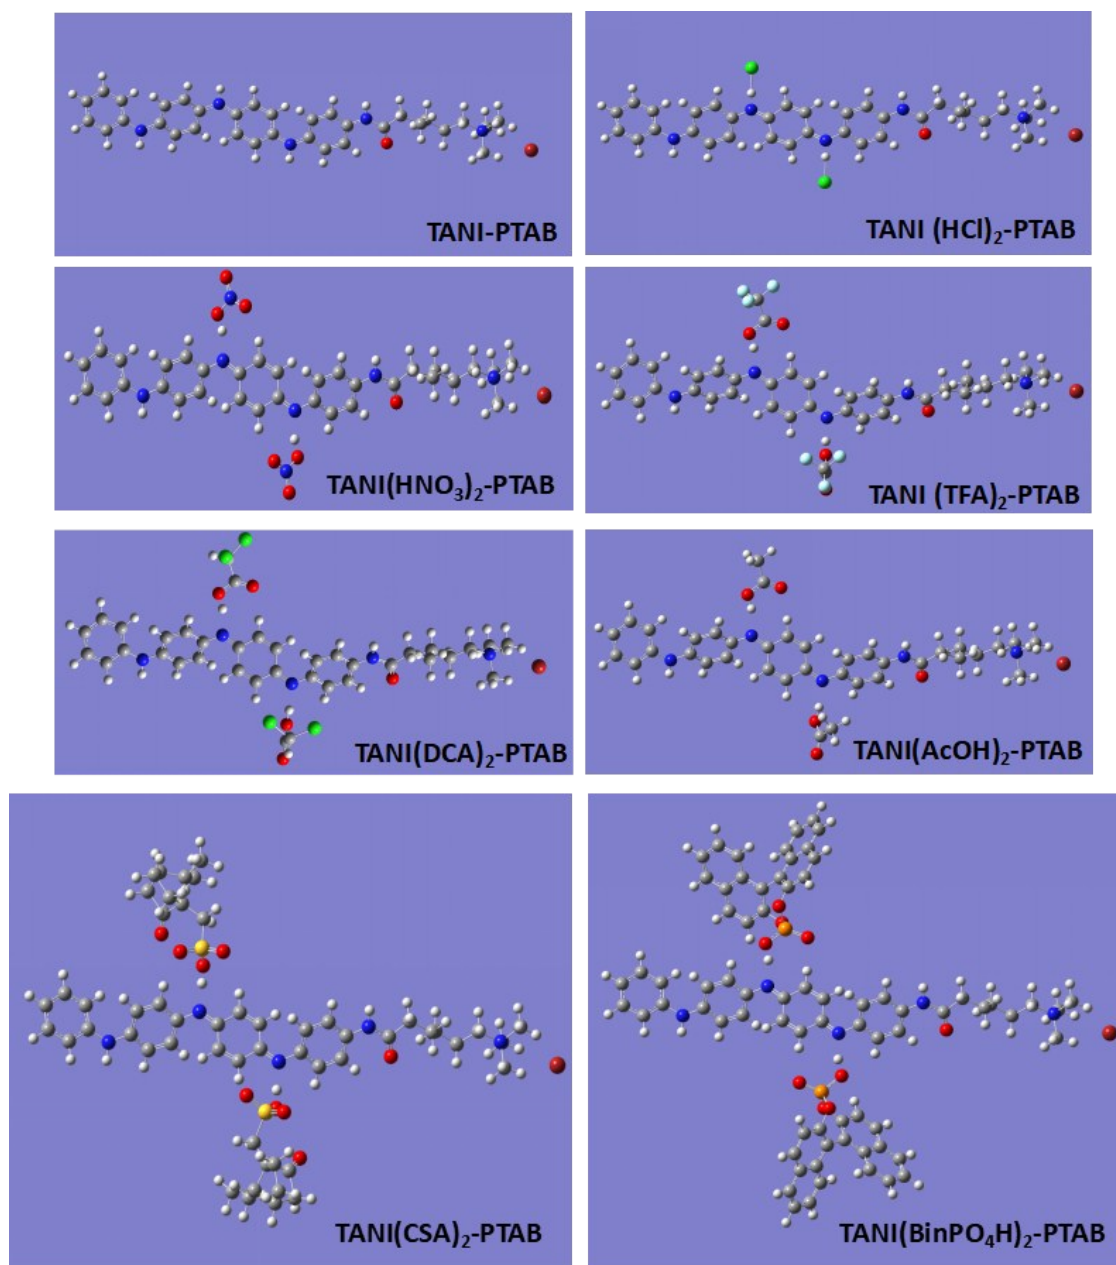 TANI-PTAB
TANI (HCl)₂-PTAB
TANI(HNO₃)₂-PTAB
TANI (TFA)₂-PTAB
TANI(DCA)₂-PTAB
TANI(AcOH)₂-PTAB
TANI(CSA)₂-PTAB
TANI(BinPO₄H)₂-PTAB